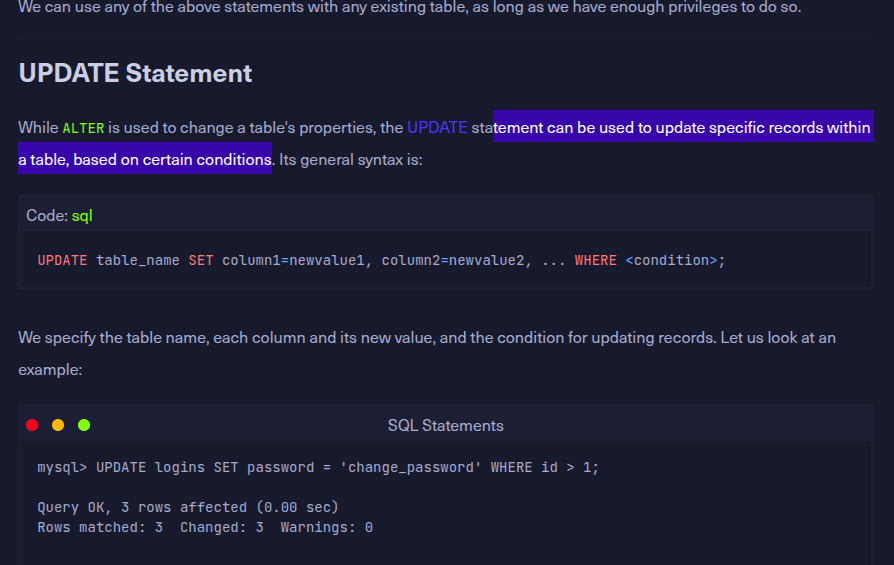 We can use any of the above statements with any existing table, as long as we have enough privileges to do so.
UPDATE Statement
While ALTER is used to change a table's properties, the UPDATE statement can be used to update specific records within
a table, based on certain conditions. Its general syntax is:
Code: sql
UPDATE table_name SET column1=newvalue1, column2=newvalue2, ... WHERE <condition>;
We specify the table name, each column and its new value, and the condition for updating records. Let us look at an
example:
SQL Statements
mysql> UPDATE logins SET password = 'change_password' WHERE id > 1;
Query OK, 3 rows affected (0.00 sec)
Rows matched: 3  Changed: 3  Warnings: 0